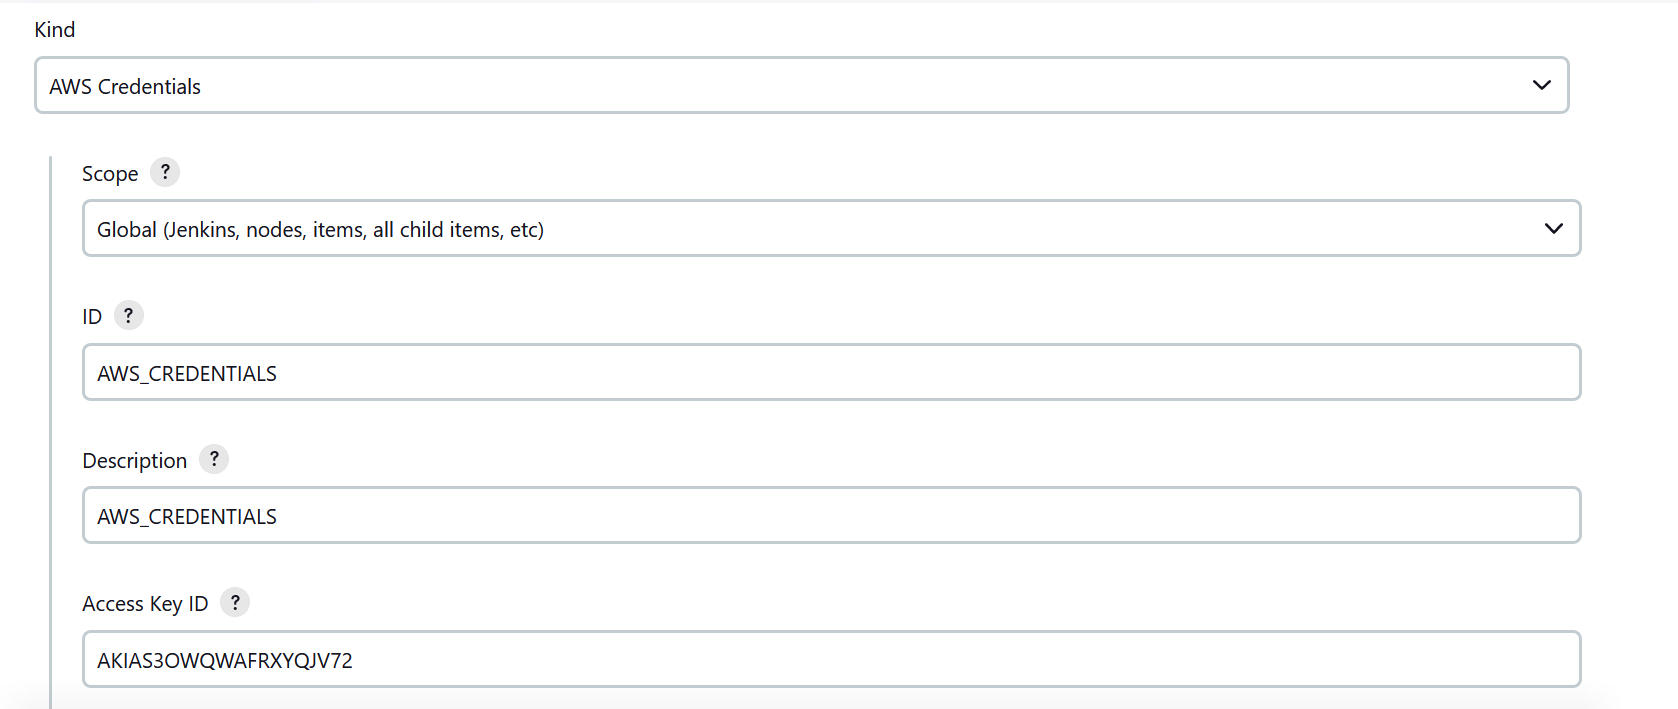 Kind
AWS Credentials
Scope ?
Global (Jenkins, nodes, items, all child items, etc)
ID ?
AWS_CREDENTIALS
Description ?
AWS_CREDENTIALS
Access Key ID ?
AKIAS3OWQWAFRXYQJV72